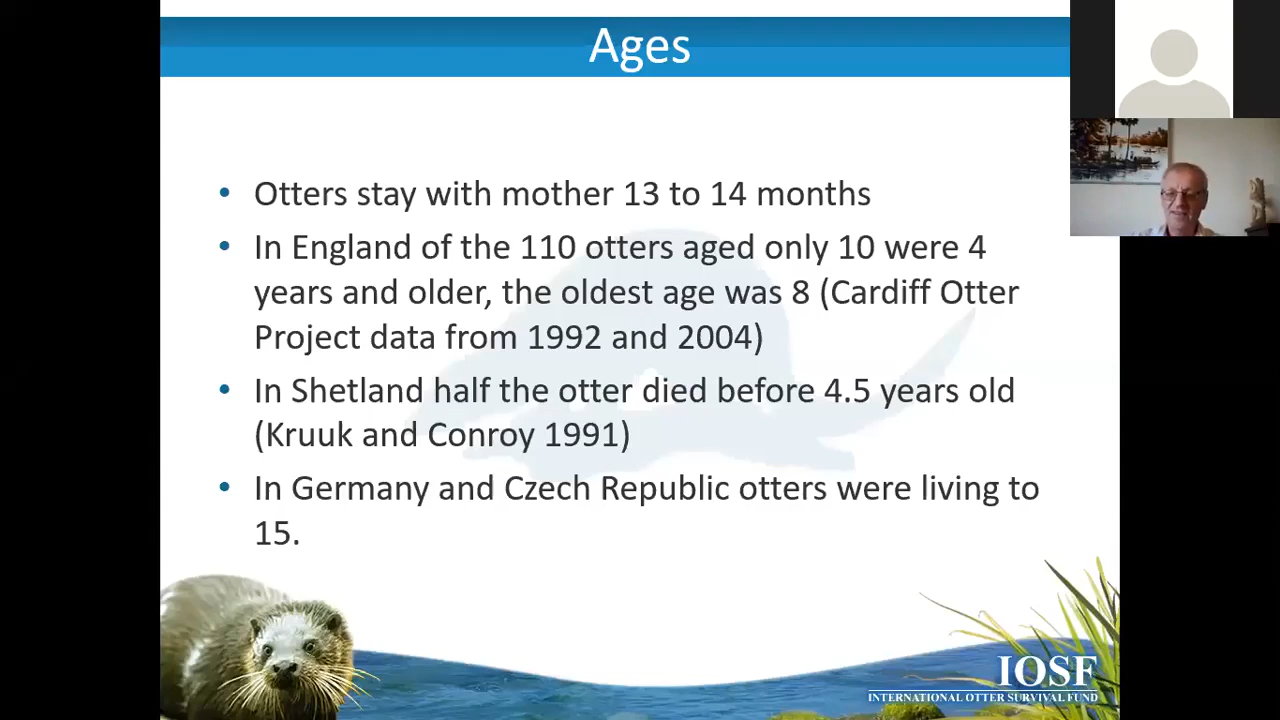 Ages
• Otters stay with mother 13 to 14 months
• In England of the 110 otters aged only 10 were 4
years and older, the oldest age was 8 (Cardiff Otter
Project data from 1992 and 2004)
• In Shetland half the otter died before 4.5 years old
(Kruuk and Conroy 1991)
• In Germany and Czech Republic otters were living to
15.
IOSF
INTERNATIONAL OTTER SURVIVAL FUND